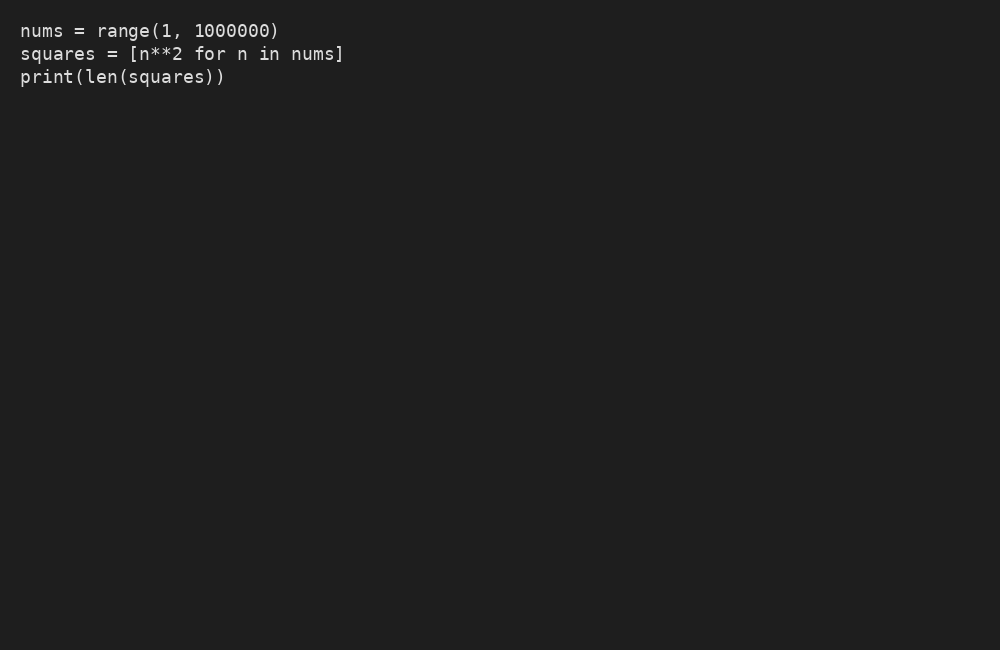 nums = range(1, 1000000)
squares = [n**2 for n in nums]
print(len(squares))